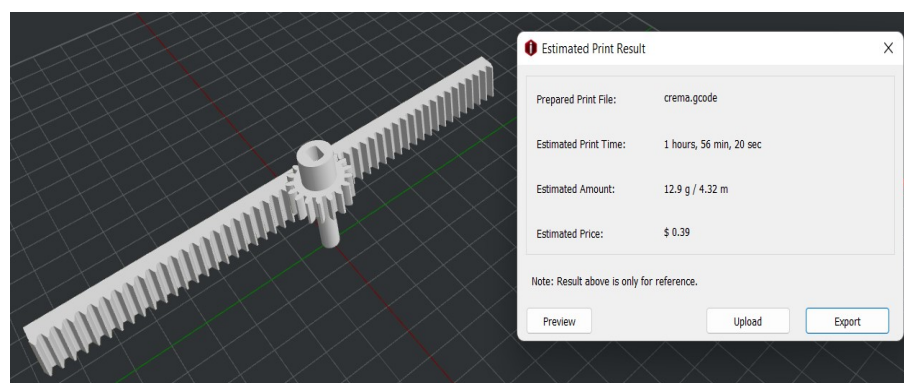 Estimated Print Result
Prepared Print File: crema.gcode
Estimated Print Time: 1 hours, 56 min, 20 sec
Estimated Amount: 12.9 g / 4.32 m
Estimated Price: $ 0.39
Note: Result above is only for reference.
Preview Upload Export